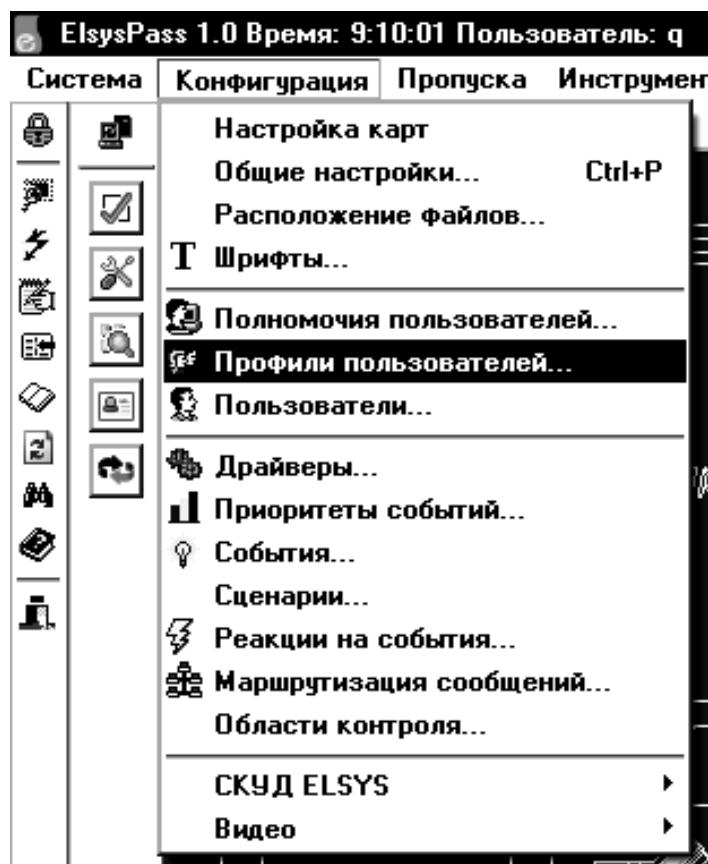 ElsysPass 1.0 Время: 9:10:01 Пользователь: q
Система Конфигурация Пропуска Инструмен
Настройка карт
Общие настройки... Ctrl+P
Расположение файлов...
Шрифты...
Полномочия пользователей...
Профили пользователей...
Пользователи...
Драйверы...
Приоритеты событий...
События...
Сценарии...
Реакции на события...
Маршрутизация сообщений...
Области контроля...
СКУД ELSYS
Видео